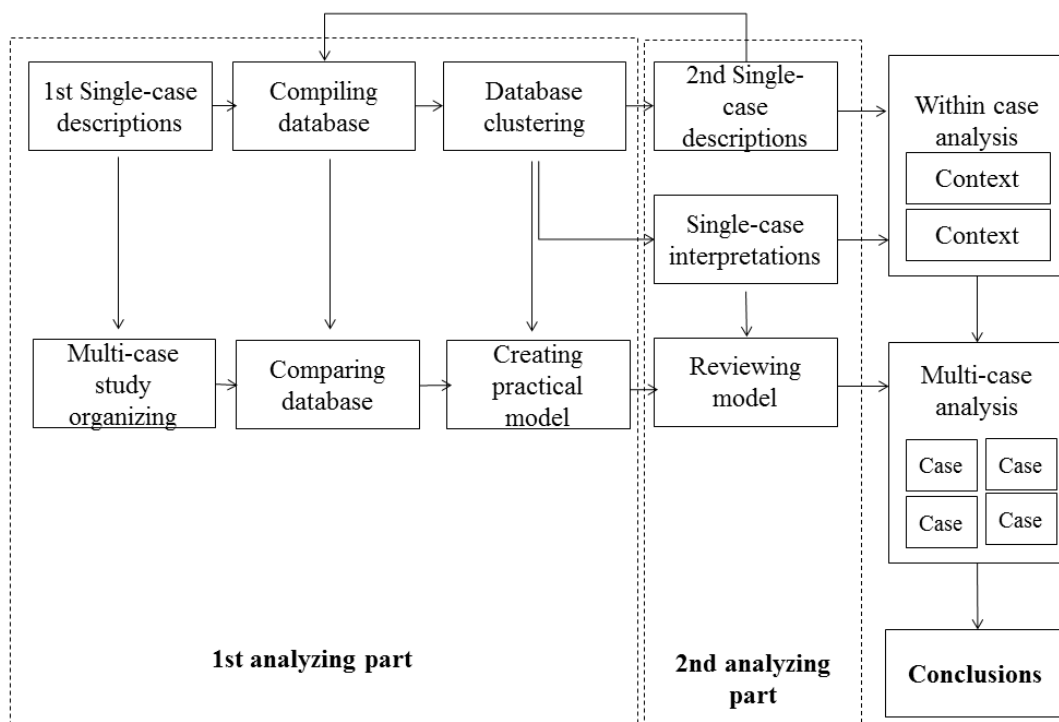 1st Single-case
descriptions
Compiling
database
Database
clustering
2nd Single-
case
descriptions
Within case
analysis
Context
Context
Single-case
interpretations
Multi-case
study
organizing
Comparing
database
Creating
practical
model
Reviewing
model
Multi-case
analysis
Case
Case
Case
Case
1st analyzing part
2nd analyzing
part
Conclusions